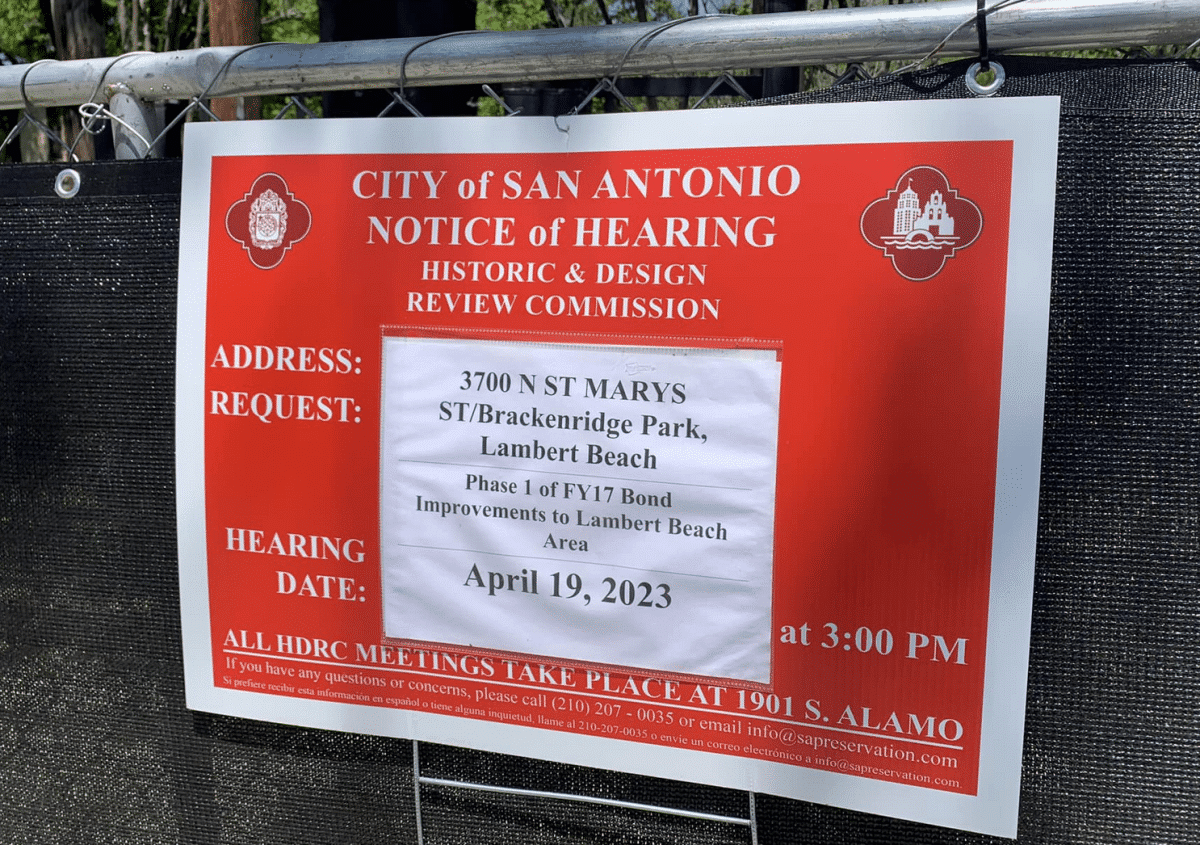 CITY of SAN ANTONIO
NOTICE of HEARING
HISTORIC & DESIGN
REVIEW COMMISSION
ADDRESS:
3700 N ST MARYS
ST/Brackenridge Park,
Lambert Beach
REQUEST:
Phase 1 of FY17 Bond
Improvements to Lambert Beach
Area
HEARING
DATE:
April 19, 2023
at 3:00 PM
ALL HDRC MEETINGS TAKE PLACE AT 1901 S. ALAMO
If you have any questions or concerns, please call (210) 207 - 0035 or email info@sapreservation.com
Si prefiere recibir esta información en español o tiene alguna inquietud, llame al 210-207-0035 o envíe un correo electrónico a info@sapreservation.com.